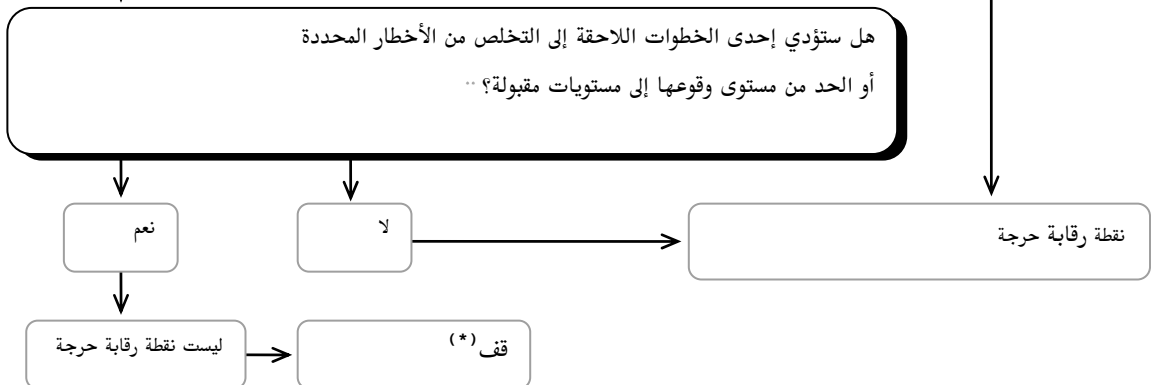 هل ستؤدي إحدى الخطوات اللاحقة إلى التخلص من الأخطار المحددة
أو الحد من مستوى وقوعها إلى مستويات مقبولة؟
نعم
لا
نقطة رقابة حرجة
ليست نقطة رقابة حرجة
قف(*)